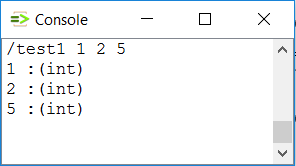 Console
/test1 1 2 5
1 :(int)
2 :(int)
5 :(int)